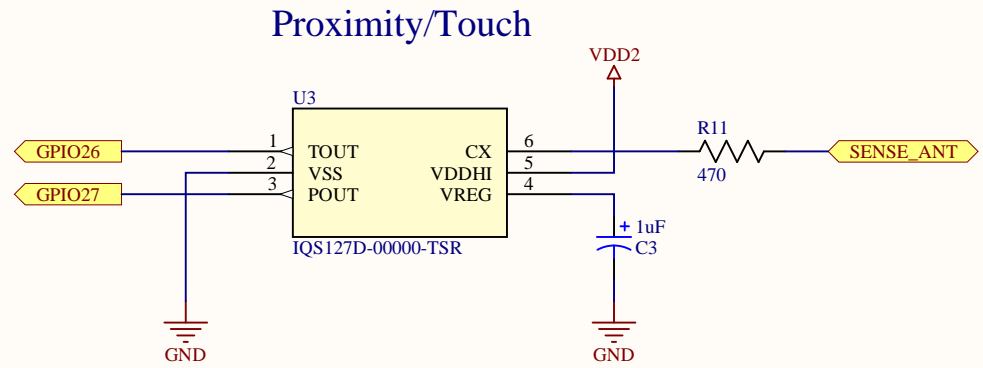 Proximity/Touch
VDD2
U3
R11
GPIO26
1
TOUT
CX
6
SENSE_ANT
2
VSS
VDDHI
5
470
GPIO27
3
POUT
VREG
4
+ 1uF
C3
IQS127D-00000-TSR
GND
GND